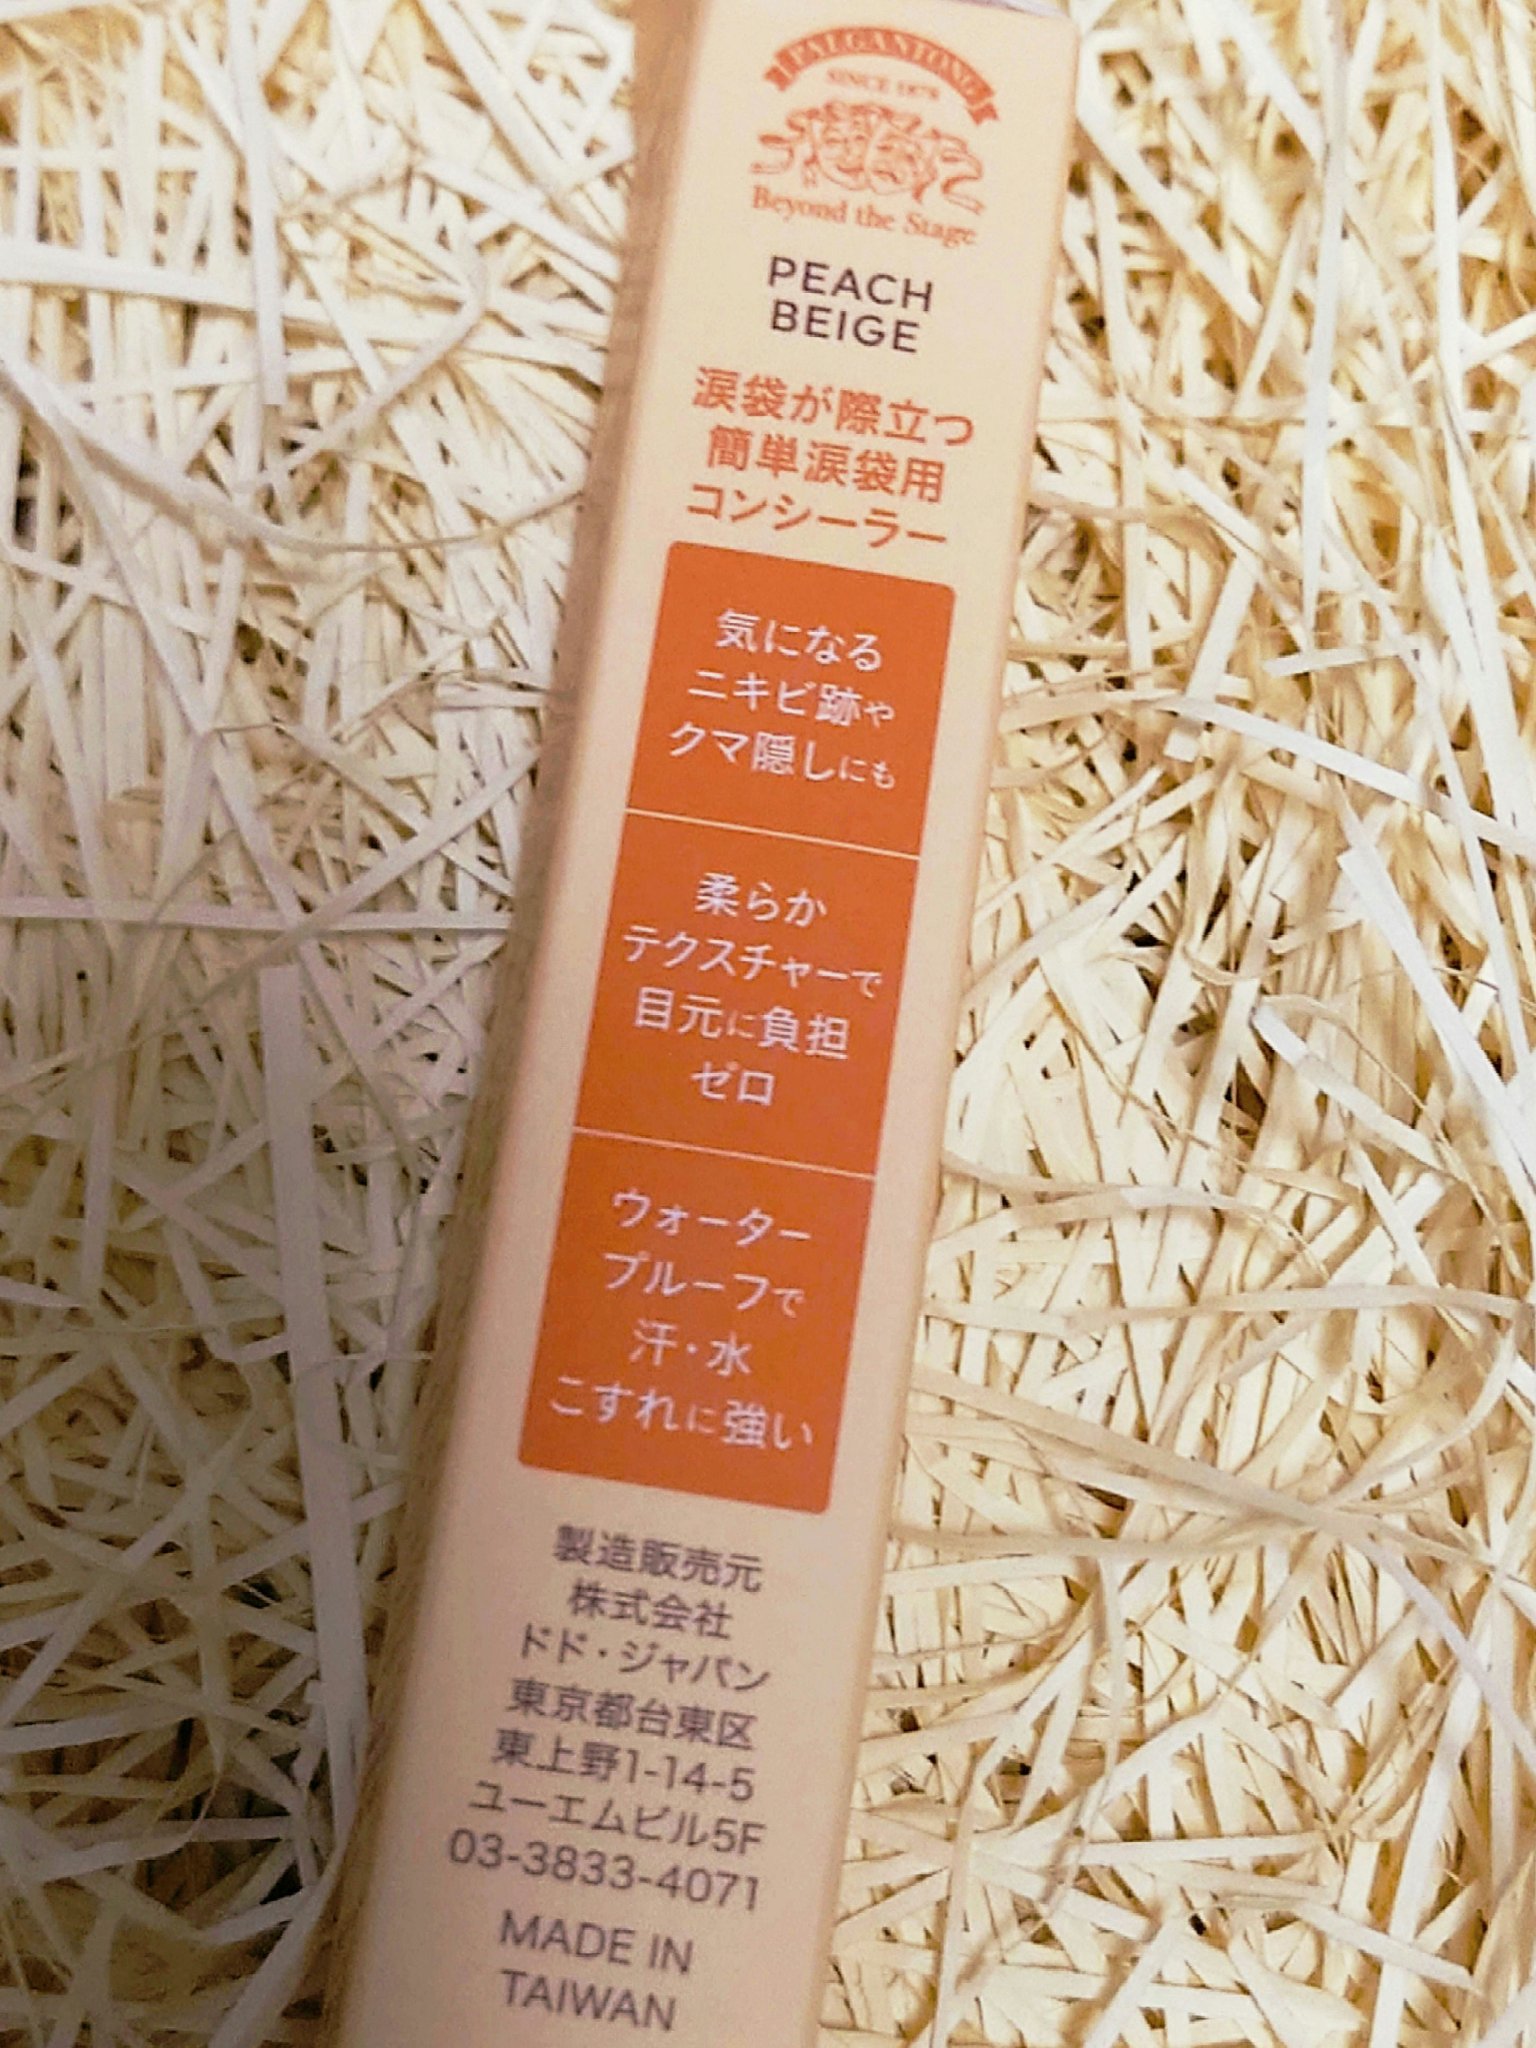 PALGANTONG
SINCE 1978
Beyond the Stage
PEACH
BEIGE
涙袋が際立つ
簡単涙袋用
コンシーラー
気になる
ニキビ跡や
クマ隠しにも
柔らか
テクスチャーで
目元に負担
ゼロ
ウォーター
プルーフで
汗・水
こすれに強い
製造販売元
株式会社
ドド・ジャパン
東京都台東区
東上野1-14-5
ユーエムビル5F
03-3833-4071
MADE IN
TAIWAN